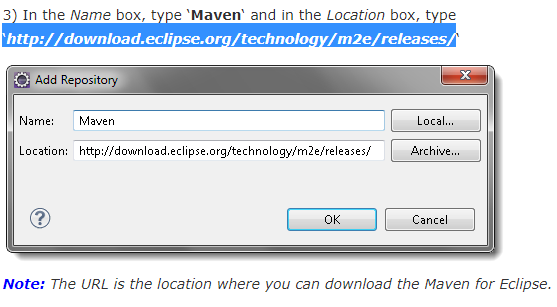 3) In the Name box, type ‘Maven‘ and in the Location box, type
‘http://download.eclipse.org/technology/m2e/releases/‘
Add Repository
Name: Maven Local...
Location: http://download.eclipse.org/technology/m2e/releases/ Archive...
? OK Cancel
Note: The URL is the location where you can download the Maven for Eclipse.